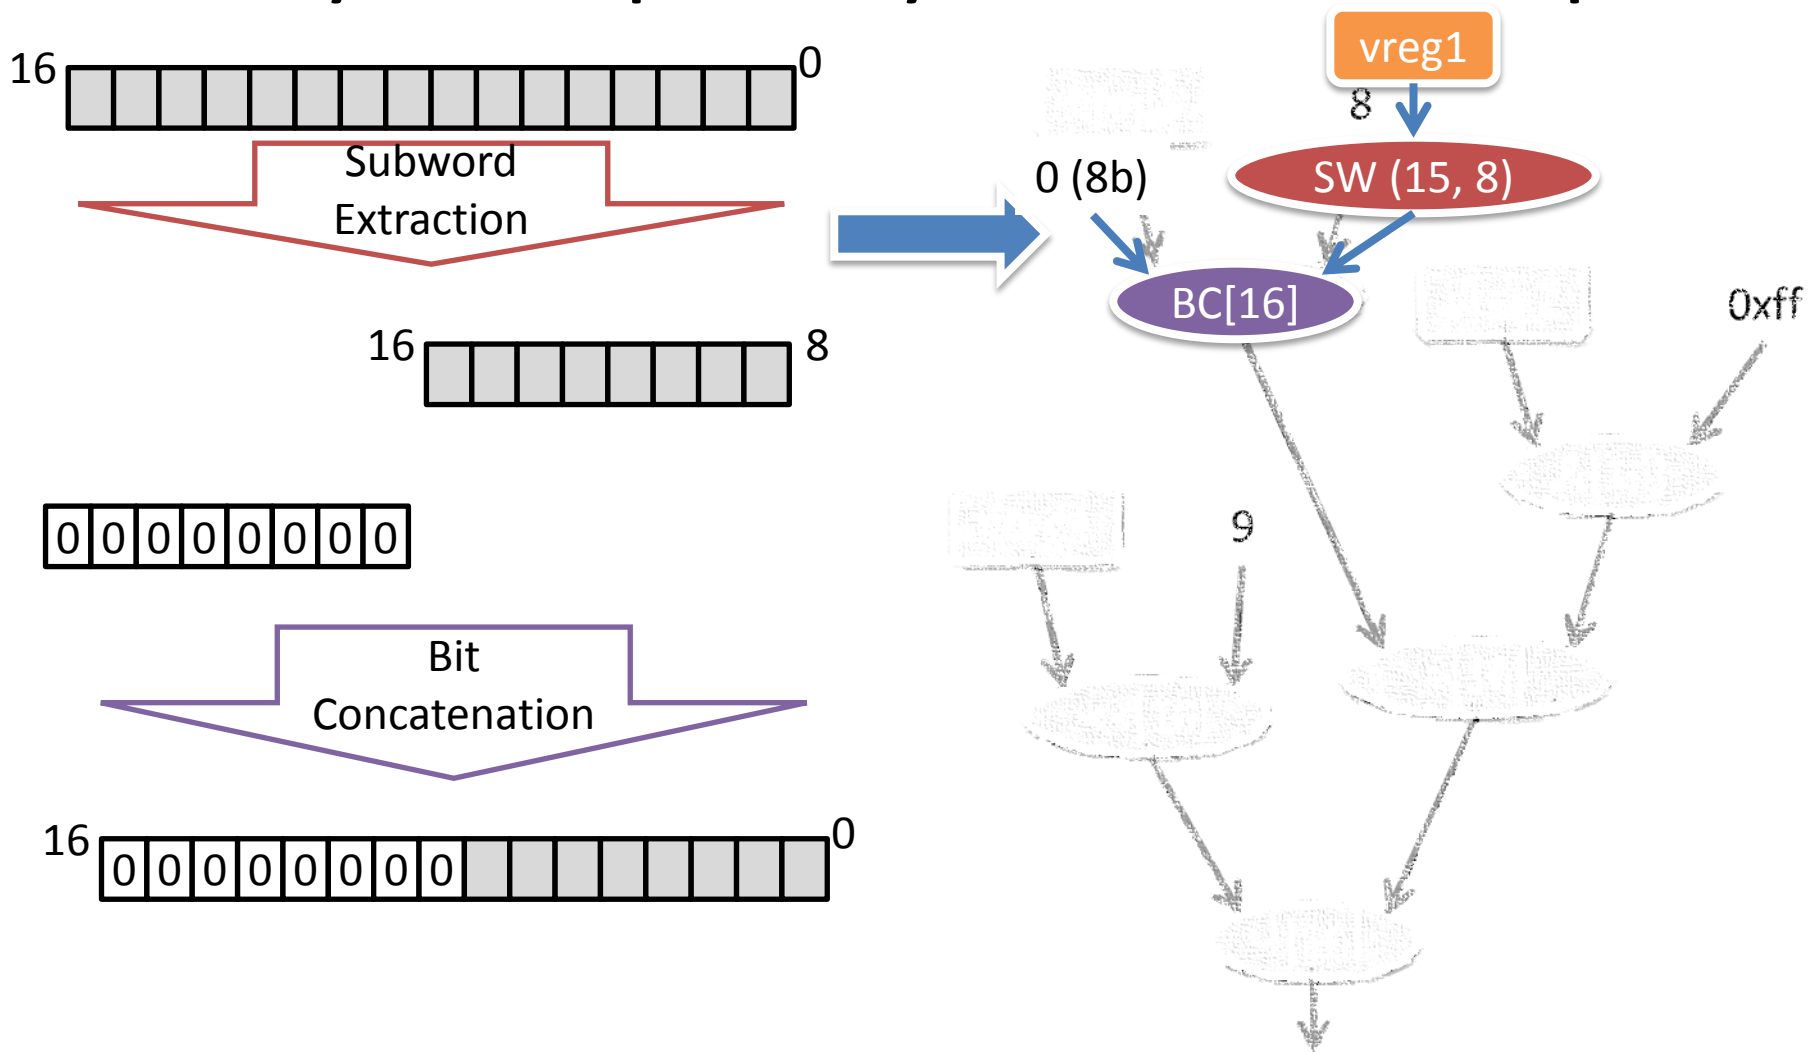 16
0
Subword
Extraction
16
8
0 0 0 0 0 0 0 0
Bit
Concatenation
16
0
0 0 0 0 0 0 0 0
vreg1
8
0 (8b)
SW (15, 8)
BC[16]
0xff
9